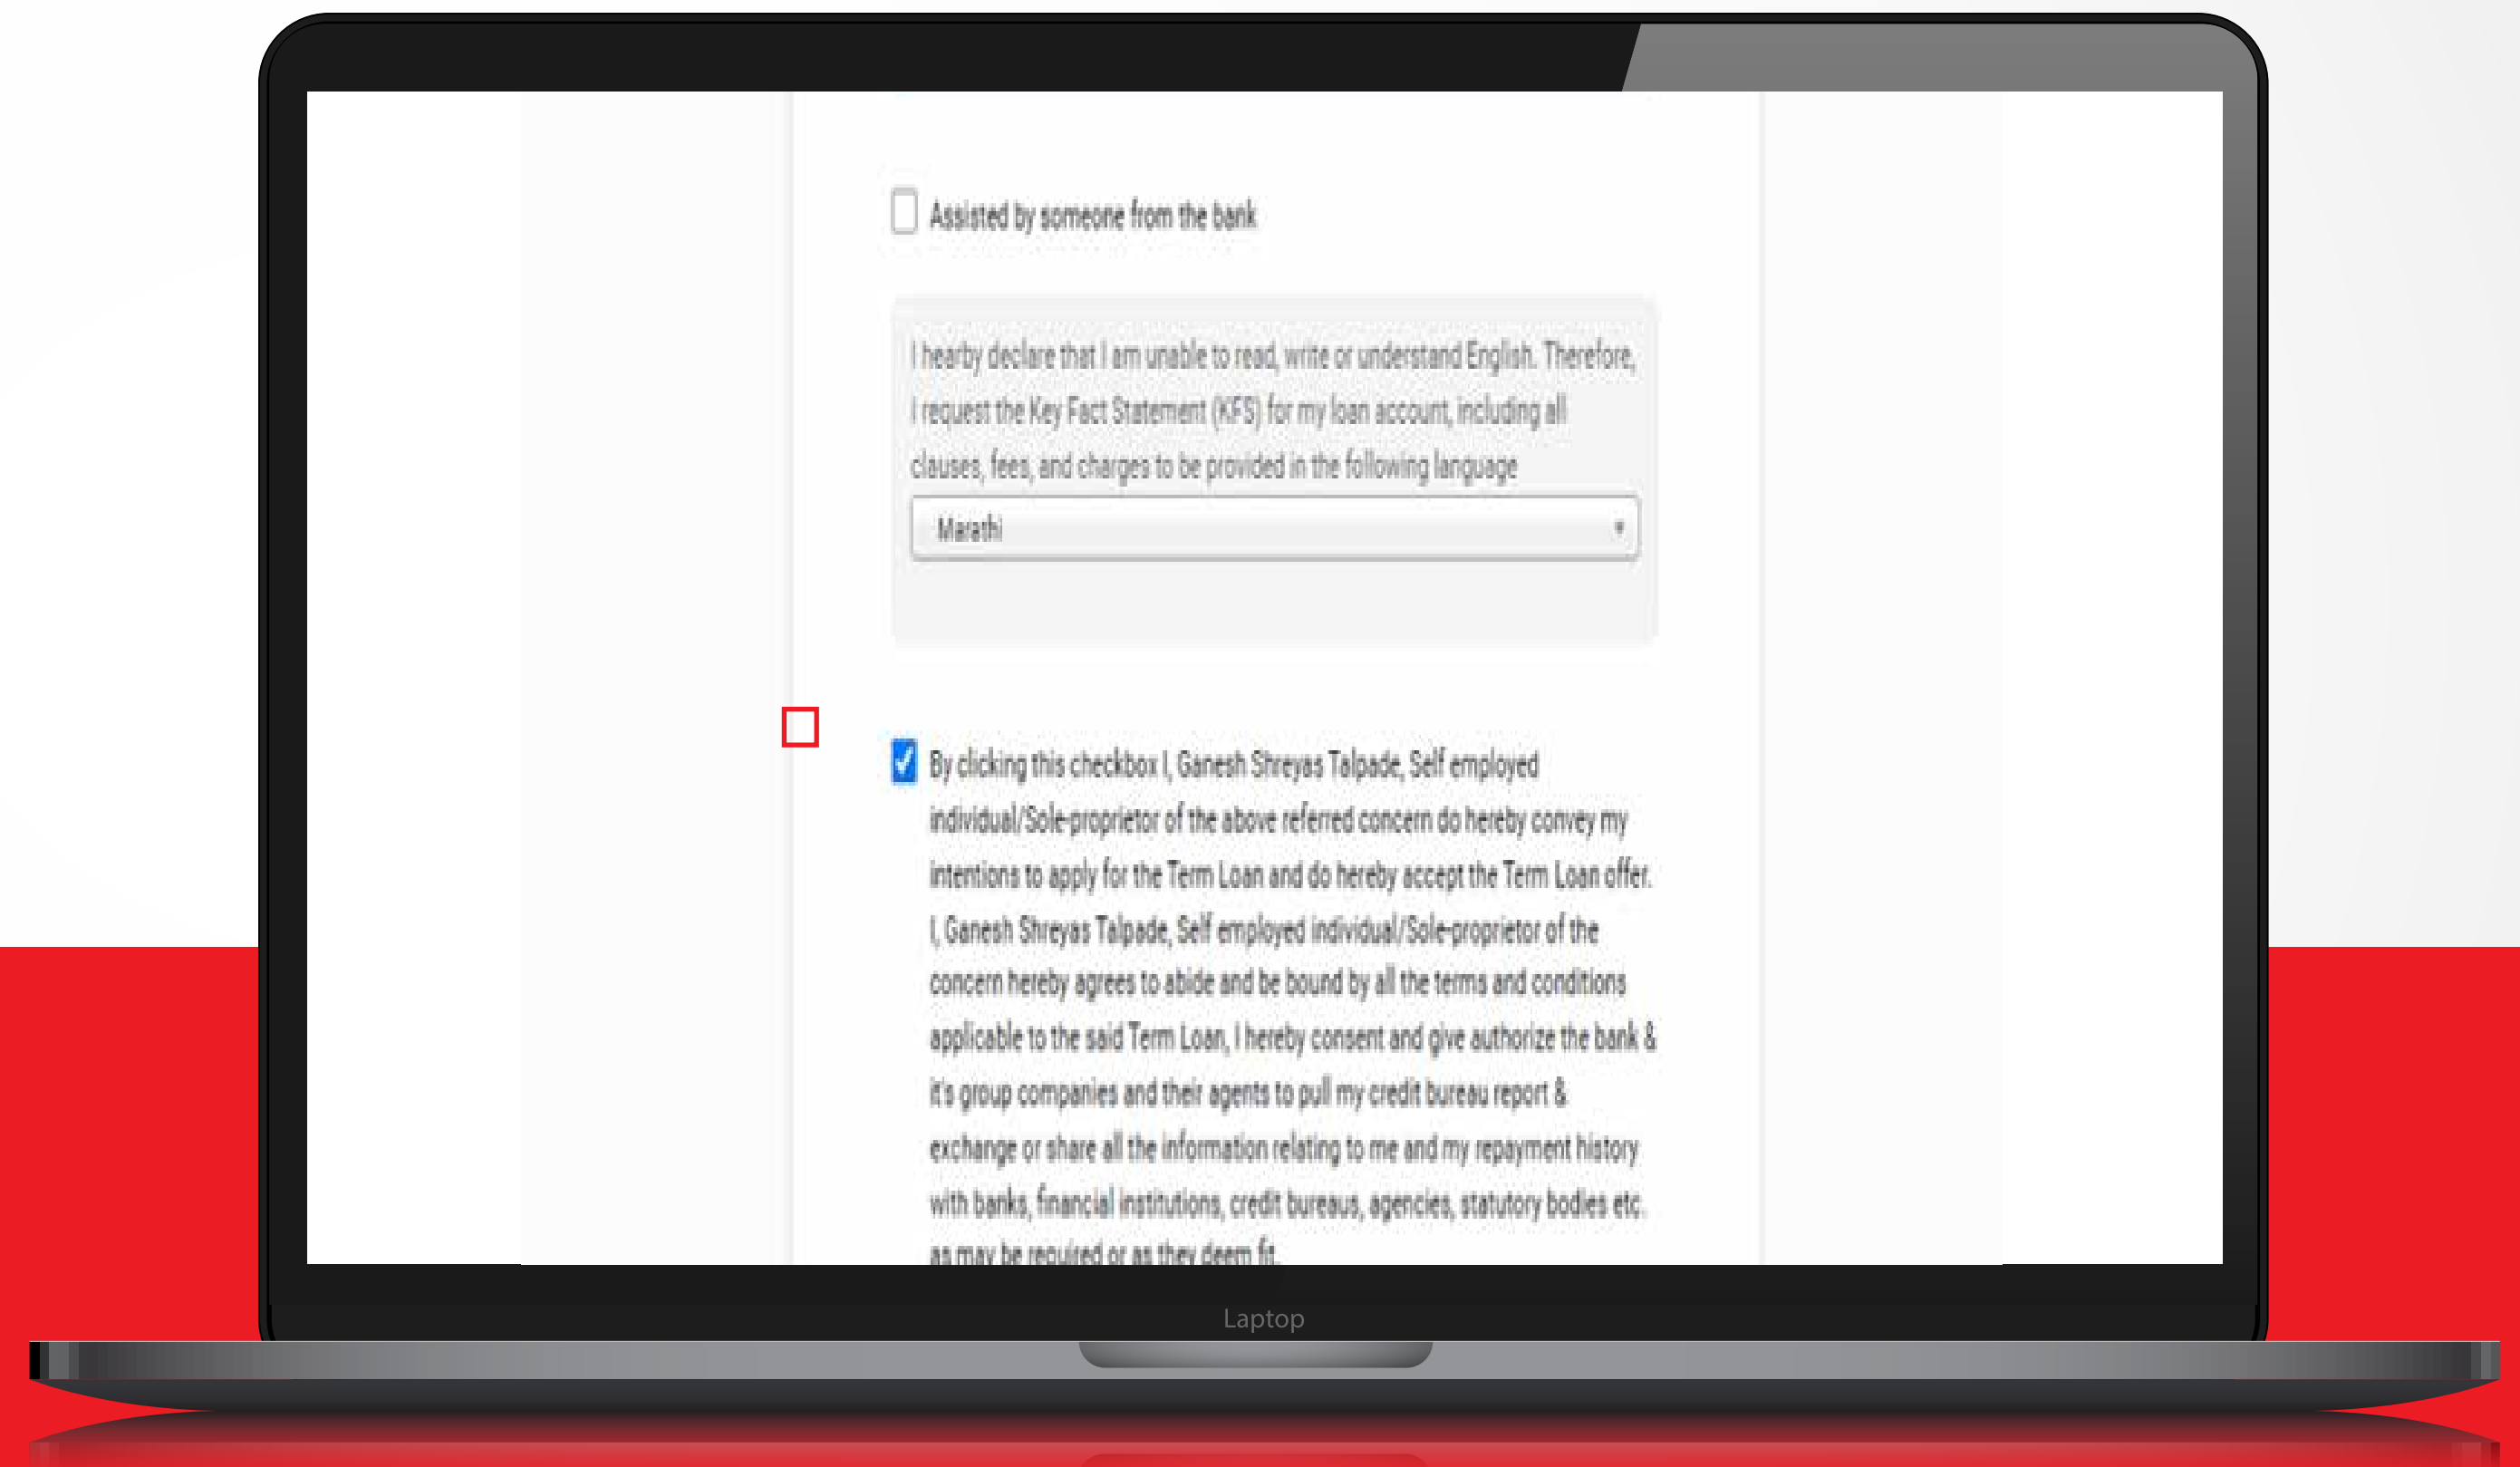 Assisted by someone from the bank
I hearby declare that I am unable to read, write or understand English. Therefore,
I request the Key Fact Statement (KFS) for my loan account, including all
clauses, fees, and charges to be provided in the following language
Marathi
By clicking this checkbox I, Ganesh Shreyas Talpade, Self employed
individual/Sole-proprietor of the above referred concern do hereby convey my
intentions to apply for the Term Loan and do hereby accept the Term Loan offer.
I, Ganesh Shreyas Talpade, Self employed individual/Sole-proprietor of the
concern hereby agrees to abide and be bound by all the terms and conditions
applicable to the said Term Loan, I hereby consent and give authorize the bank &
it's group companies and their agents to pull my credit bureau report &
exchange or share all the information relating to me and my repayment history
with banks, financial institutions, credit bureaus, agencies, statutory bodies etc.
as may be required or as they deem fit.
Laptop